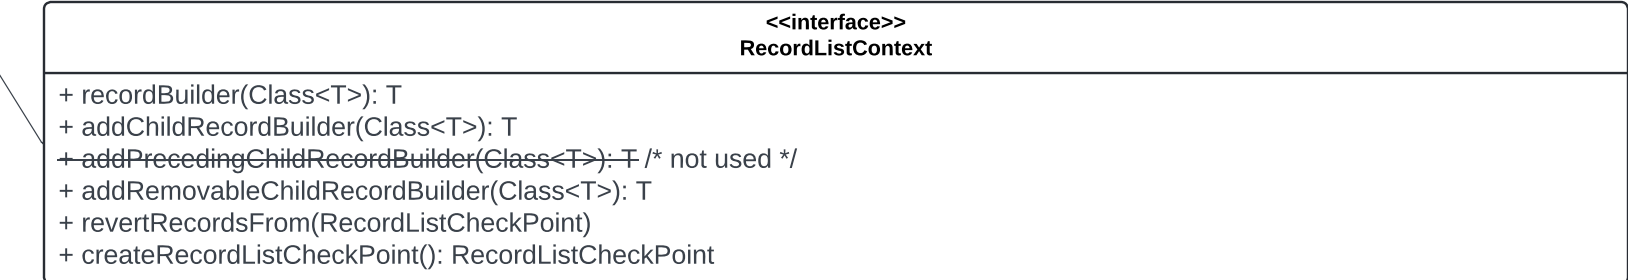 <<interface>>
RecordListContext
+ recordBuilder(Class<T>): T
+ addChildRecordBuilder(Class<T>): T
+ addPrecedingChildRecordBuilder(Class<T>): T /* not used */
+ addRemovableChildRecordBuilder(Class<T>): T
+ revertRecordsFrom(RecordListCheckPoint)
+ createRecordListCheckPoint(): RecordListCheckPoint